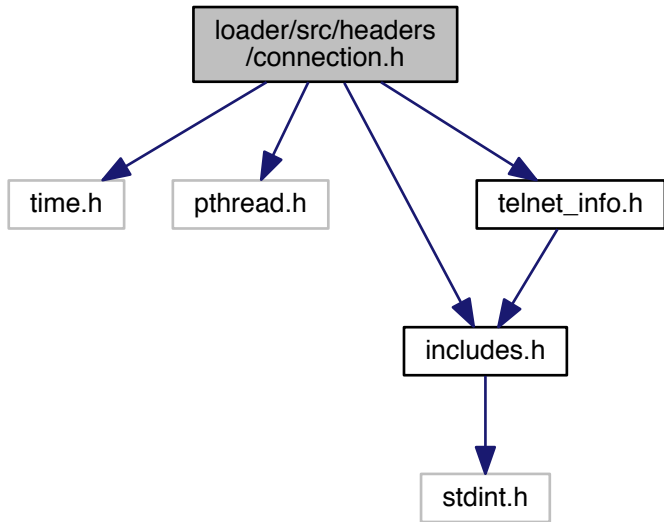 loader/src/headers
/connection.h
time.h
pthread.h
telnet_info.h
includes.h
stdint.h